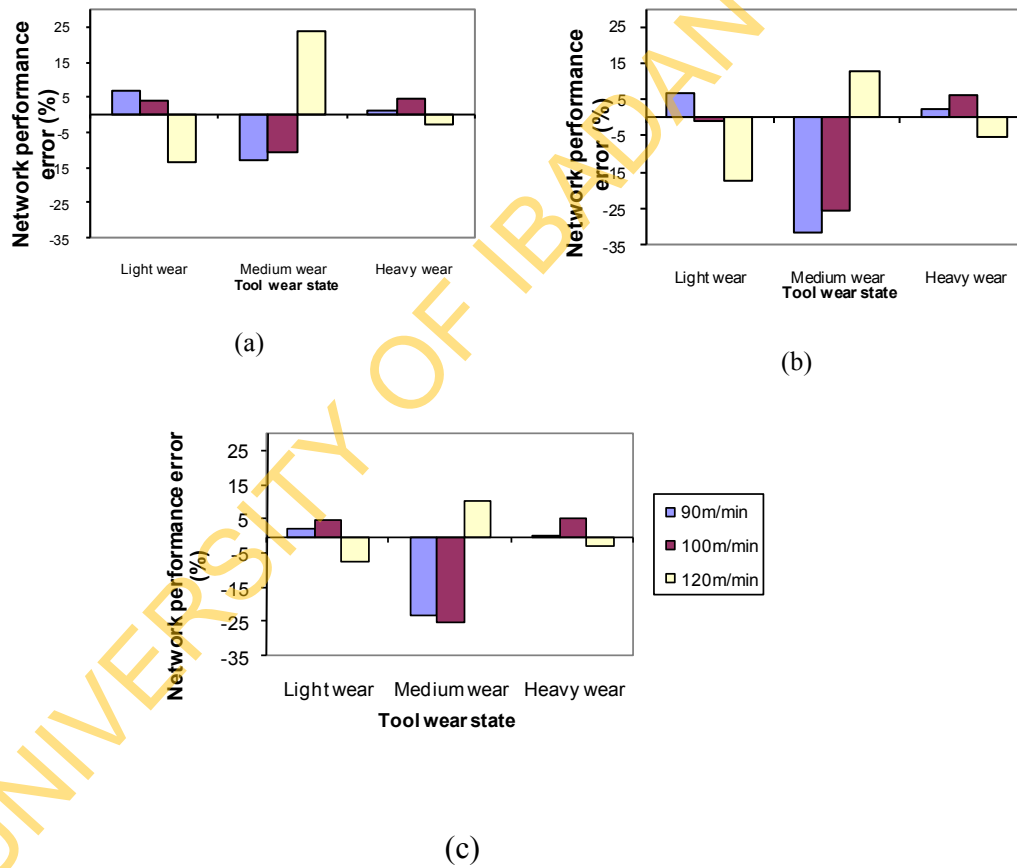 Network performance
error (%)
25
15
5
-5
-15
-25
-35
Light wear
Medium wear
Heavy wear
Tool wear state
(a)
Network performance
error (%)
25
15
5
-5
-15
-25
-35
Light wear
Medium wear
Heavy wear
Tool wear state
(b)
Network performance error
(%)
25
15
5
-5
-15
-25
-35
Light wear
Medium wear
Heavy wear
Tool wear state
90m/min
100m/min
120m/min
(c)
UNIVERSITY OF IBADAN